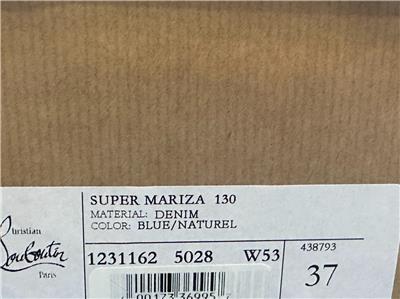 SUPER MARIZA 130
MATERIAL: DENIM
COLOR: BLUE/NATUREL
Christian
Louboutin
Paris
1231162 5028 W53
438793
37